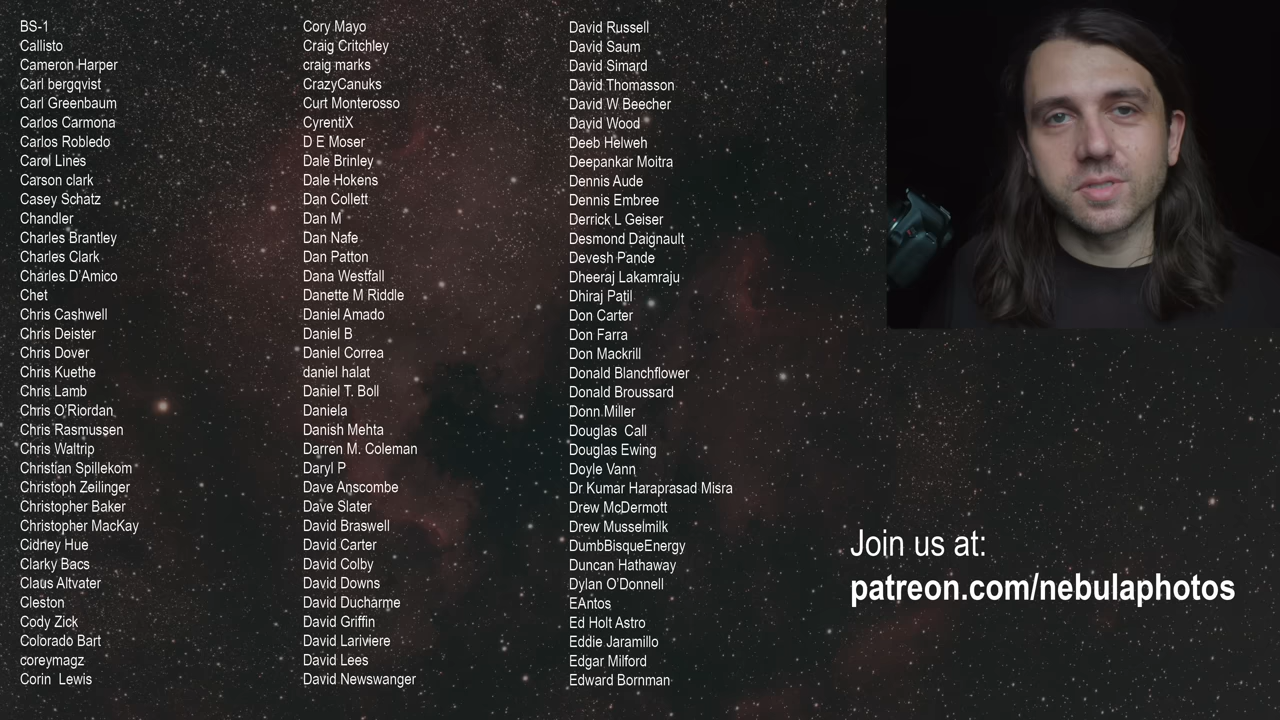 BS-1
Callisto
Cameron Harper
Carl bergqvist
Carl Greenbaum
Carlos Carmona
Carlos Robledo
Carol Lines
Carson clark
Casey Schatz
Chandler
Charles Brantley
Charles Clark
Charles D'Amico
Chet
Chris Cashwell
Chris Deister
Chris Dover
Chris Kuethe
Chris Lamb
Chris O'Riordan
Chris Rasmussen
Chris Waltrip
Christian Spillekom
Christoph Zeilinger
Christopher Baker
Christopher MacKay
Cidney Hue
Clarky Bacs
Claus Altvater
Cleston
Cody Zick
Colorado Bart
coreymagz
Corin  Lewis
Cory Mayo
Craig Critchley
craig marks
CrazyCanuks
Curt Monterosso
CyrentiX
D E Moser
Dale Brinley
Dale Hokens
Dan Collett
Dan M
Dan Nafe
Dan Patton
Dana Westfall
Danette M Riddle
Daniel Amado
Daniel B
Daniel Correa
daniel halat
Daniel T. Boll
Daniela
Danish Mehta
Darren M. Coleman
Daryl P
Dave Anscombe
Dave Slater
David Braswell
David Carter
David Colby
David Downs
David Ducharme
David Griffin
David Lariviere
David Lees
David Newswanger
David Russell
David Saum
David Simard
David Thomasson
David W Beecher
David Wood
Deeb Helweh
Deepankar Moitra
Dennis Aude
Dennis Embree
Derrick L Geiser
Desmond Daignault
Devesh Pande
Dheeraj Lakamraju
Dhiraj Patil
Don Carter
Don Farra
Don Mackrill
Donald Blanchflower
Donald Broussard
Donn Miller
Douglas  Call
Douglas Ewing
Doyle Vann
Dr Kumar Haraprasad Misra
Drew McDermott
Drew Musselmilk
DumbBisqueEnergy
Duncan Hathaway
Dylan O'Donnell
EAntos
Ed Holt Astro
Eddie Jaramillo
Edgar Milford
Edward Bornman
Join us at:
patreon.com/nebulaphotos